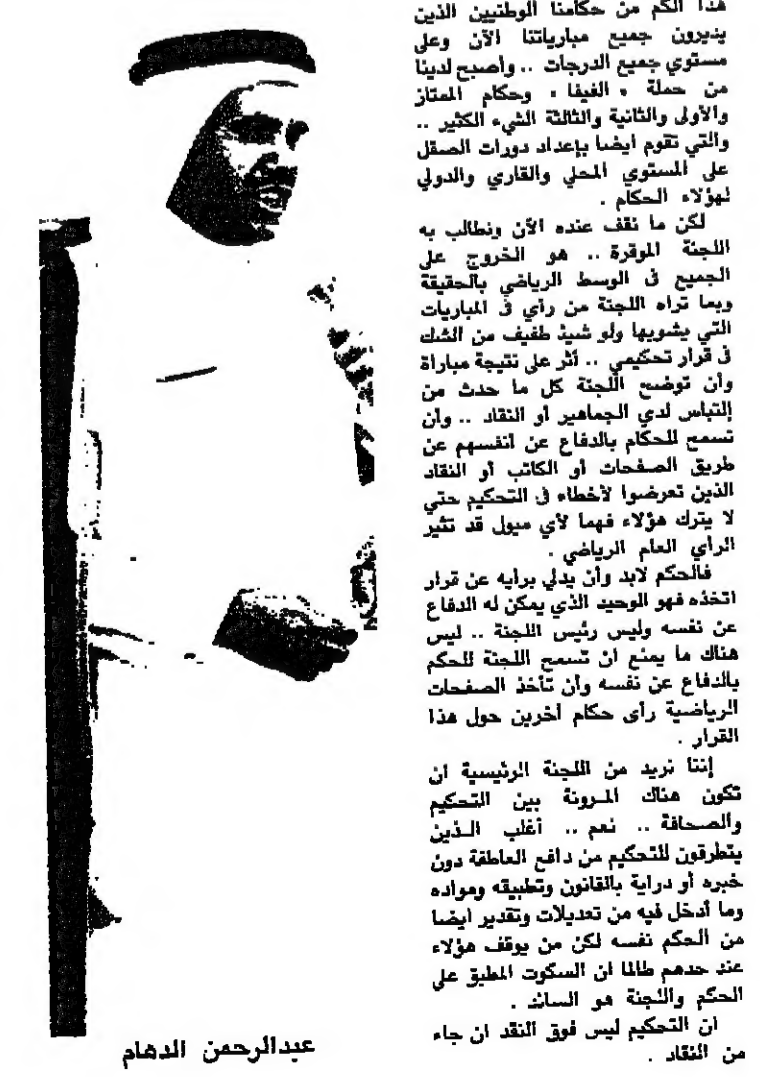 هذا الكم من حكامنا الوطنيين الذين
يديرون جميع مبارياتنا الآن وعلى
مستوي جميع الدرجات .. وأصبح لدينا
من حملة « الفيفا » وحكام الممتاز
والأولى والثانية والثالثة الشيء الكثير ..
والتي تقوم ايضا بإعداد دورات الصقل
على المستوي المحلي والقاري والدولي
لهؤلاء الحكام .
لكن ما نقف عنده الآن ونطالب به
اللجنة الموقرة .. هو الخروج على
الجميع في الوسط الرياضي بالحقيقة
وبما تراه اللجنة من رأي في المباريات
التي يشوبها ولو شيئ طفيف من الشك
في قرار تحكيمي .. أثر على نتيجة مباراة
وأن توضح اللجنة كل ما حدث من
إلتباس لدي الجماهير أو النقاد .. وأن
تسمح للحكام بالدفاع عن أنفسهم عن
طريق الصفحات أو الكاتب أو النقاد
الذين تعرضوا لأخطاء في التحكيم حتي
لا يترك هؤلاء فهما لأي ميول قد تثير
الرأي العام الرياضي .
فالحكم لابد وأن يدلي برأيه عن قرار
اتخذه فهو الوحيد الذي يمكن له الدفاع
عن نفسه وليس رئيس اللجنة .. ليس
هناك ما يمنع ان تسمح اللجنة للحكم
بالدفاع عن نفسه وأن تأخذ الصفحات
الرياضية رأى حكام آخرين حول هذا
القرار .
إننا نريد من اللجنة الرئيسية ان
تكون هناك المرونة بين التحكيم
والصحافة .. نعم .. أغلب الذين
يتطرقون للتحكيم من دافع العاطفة دون
خبره أو دراية بالقانون وتطبيقه ومواده
وما أدخل فيه من تعديلات وتقدير ايضا
من الحكم نفسه لكن من يوقف هؤلاء
عند حدهم طالما ان السكوت المطبق على
الحكم واللجنة هو السائد .
ان التحكيم ليس فوق النقد ان جاء
من النقاد .
عبدالرحمن الدهام